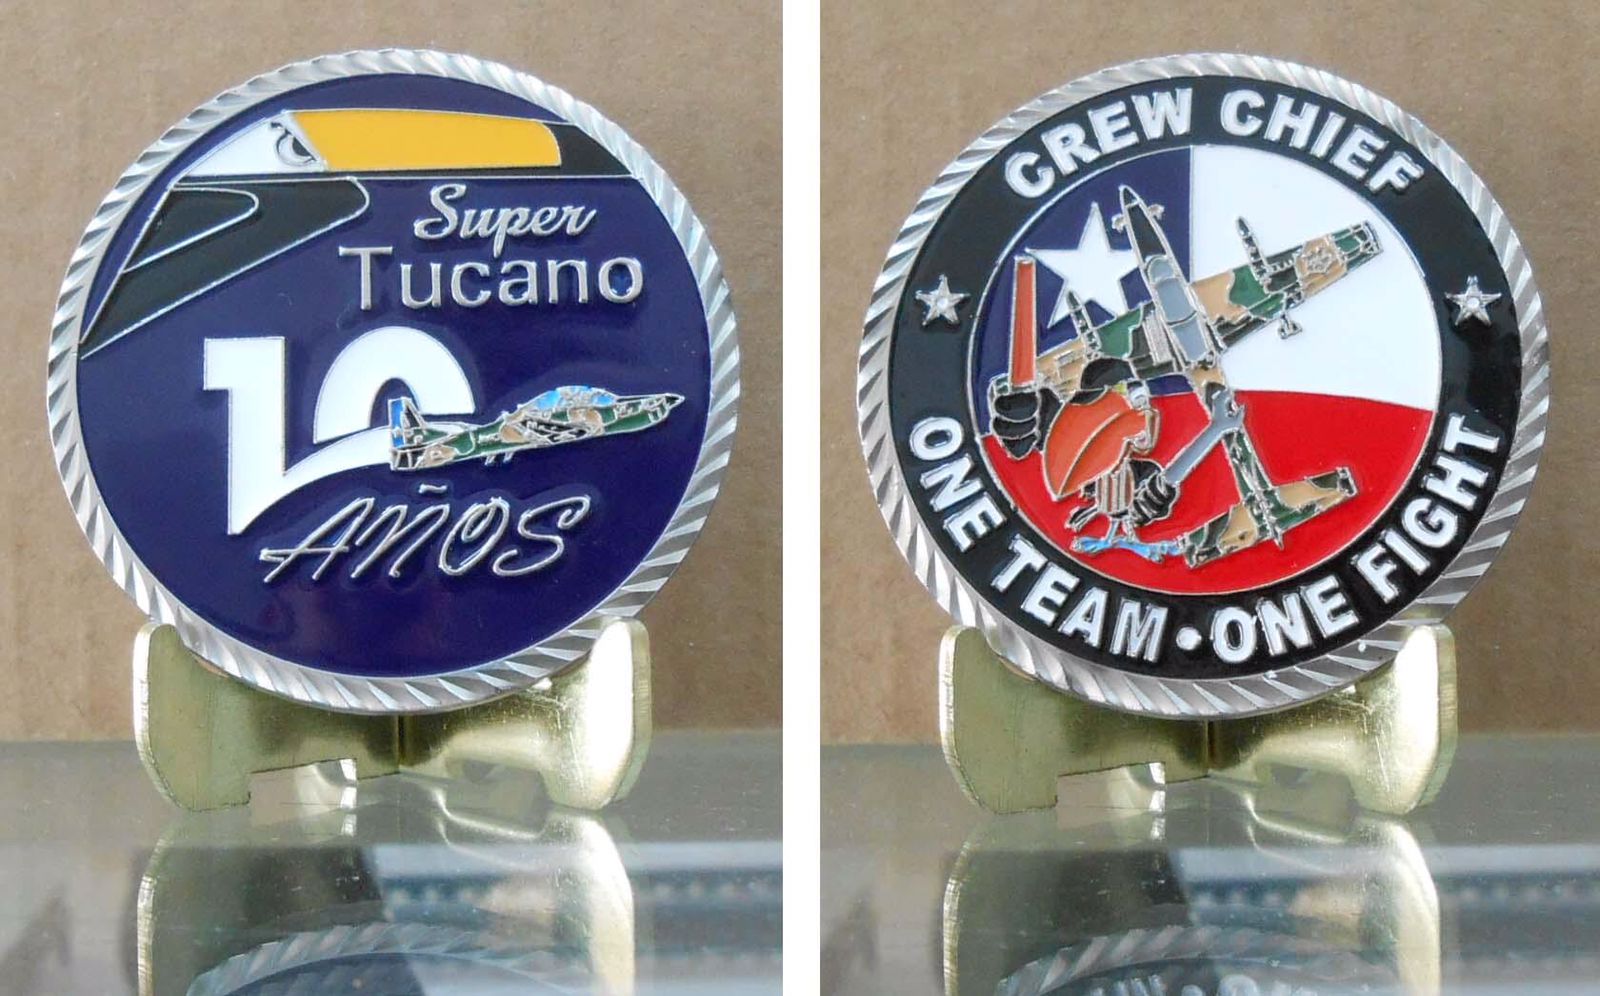 Super
Tucano
10
AÑOS
CREW CHIEF
ONE TEAM • ONE FIGHT